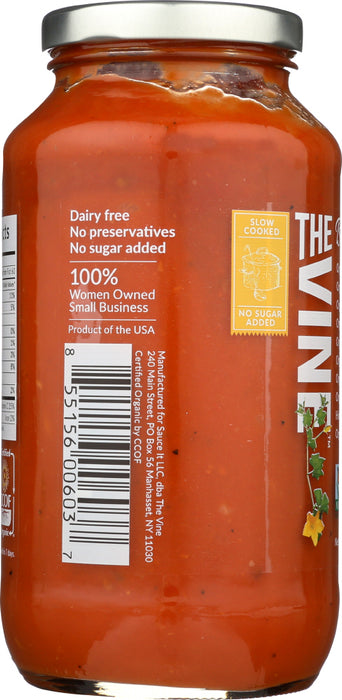 Dairy free
No preservatives
No sugar added
100%
Women Owned
Small Business
Product of the USA
8 55156 00603 7
Manufactured for Sauce It LLC. dba The Vine
240 Main Street, PO Box 56 Manhasset, NY 11030
Certified Organic by CCOF
SLOW
COOKED
NO SUGAR
ADDED
THE
VINE
TM